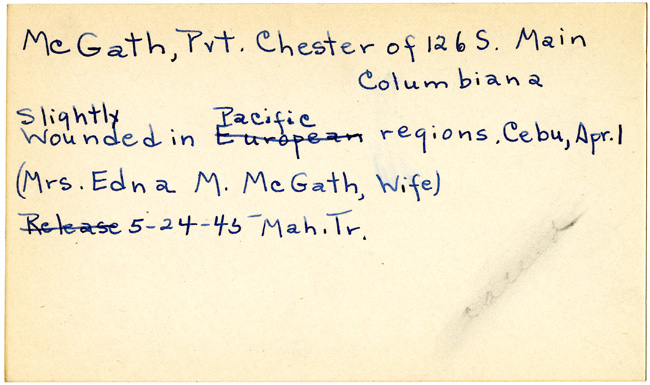 McGath, Pvt. Chester of 126 S. Main
Columbiana
Slightly Pacific
Wounded in European regions. Cebu, Apr. 1
(Mrs. Edna M. McGath, Wife)
Release 5-24-45 - Mah. Tr.